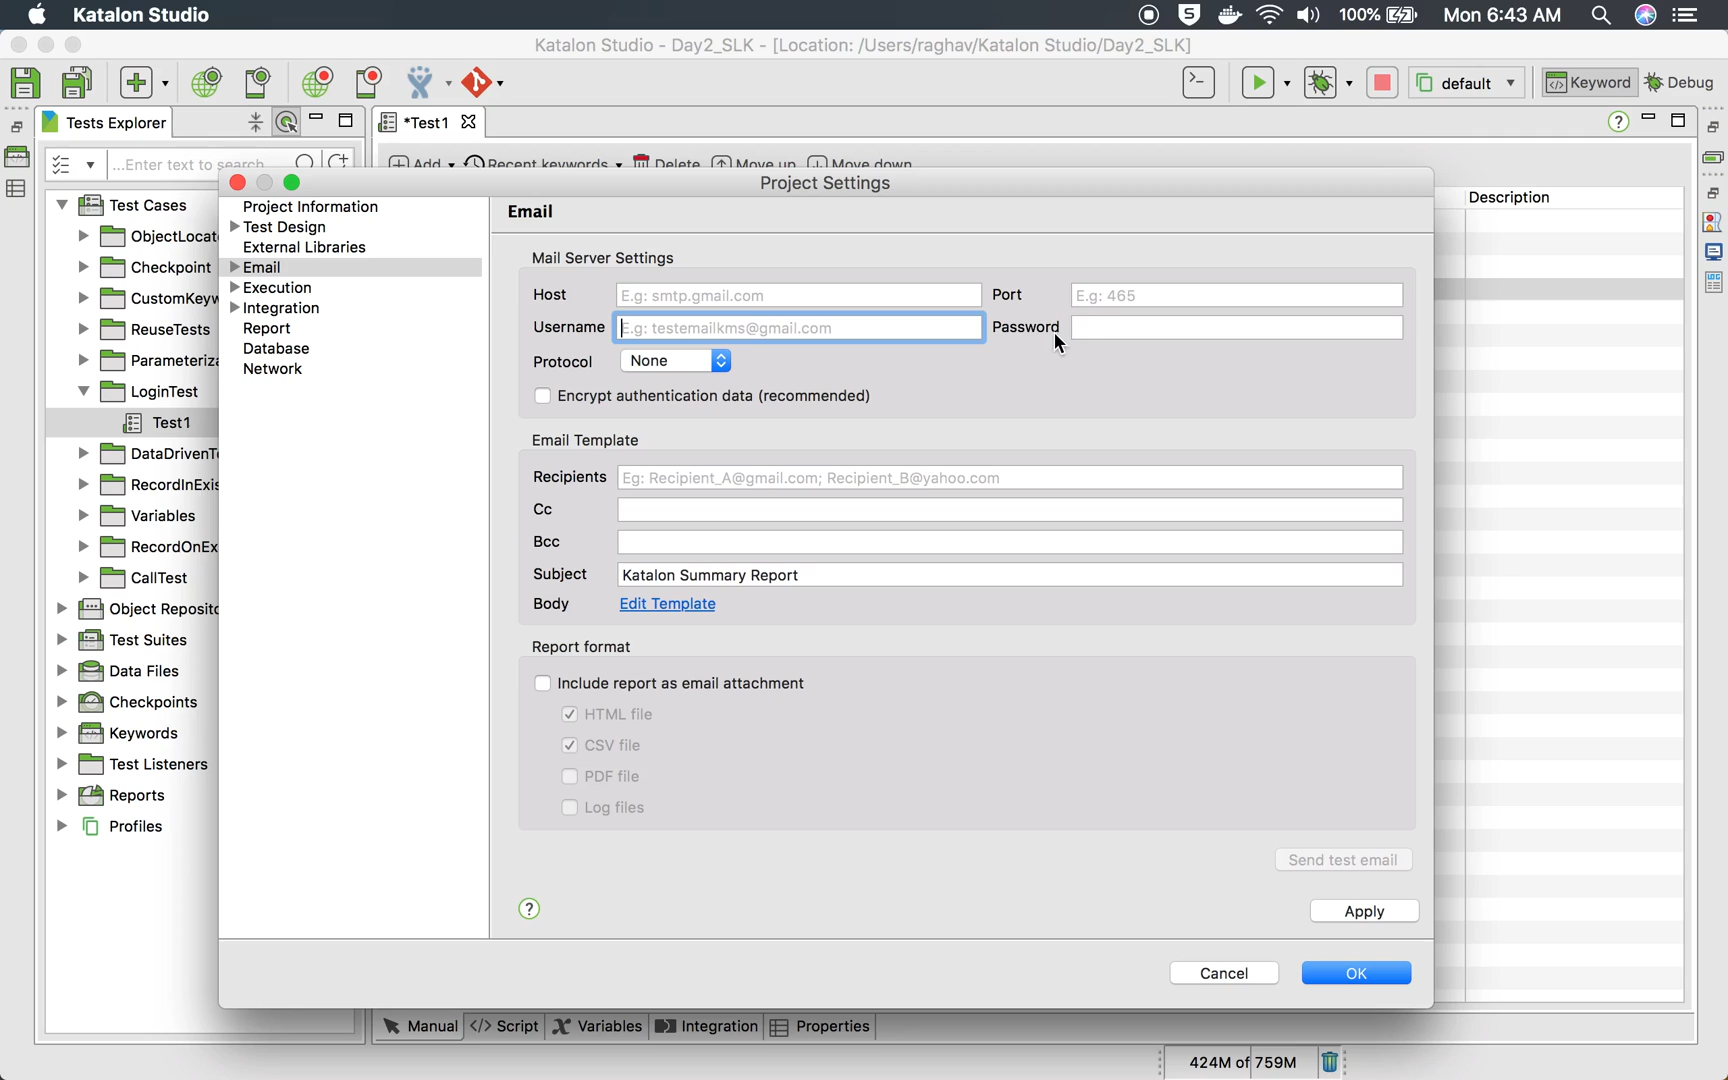 Katalon Studio
100%
Mon 6:43 AM
Katalon Studio - Day2_SLK - [Location: /Users/raghav/Katalon Studio/Day2_SLK]
default
Keyword
Debug
Tests Explorer
*Test1
...Enter text to search...
Add
Recent keywords
Delete
Move up
Move down
Description
Test Cases
ObjectLocat
Checkpoint
CustomKeyw
ReuseTests
Parameteriza
LoginTest
Test1
DataDrivenTe
RecordInExis
Variables
RecordOnEx
CallTest
Object Reposito
Test Suites
Data Files
Checkpoints
Keywords
Test Listeners
Reports
Profiles
Project Settings
Project Information
Test Design
External Libraries
Email
Execution
Integration
Report
Database
Network
Email
Mail Server Settings
Host
E.g: smtp.gmail.com
Port
E.g: 465
Username
E.g: testemailkms@gmail.com
Password
Protocol
None
Encrypt authentication data (recommended)
Email Template
Recipients
Eg: Recipient_A@gmail.com; Recipient_B@yahoo.com
Cc
Bcc
Subject
Katalon Summary Report
Body
Edit Template
Report format
Include report as email attachment
HTML file
CSV file
PDF file
Log files
Send test email
?
Apply
Cancel
OK
Manual
Script
Variables
Integration
Properties
424M of 759M